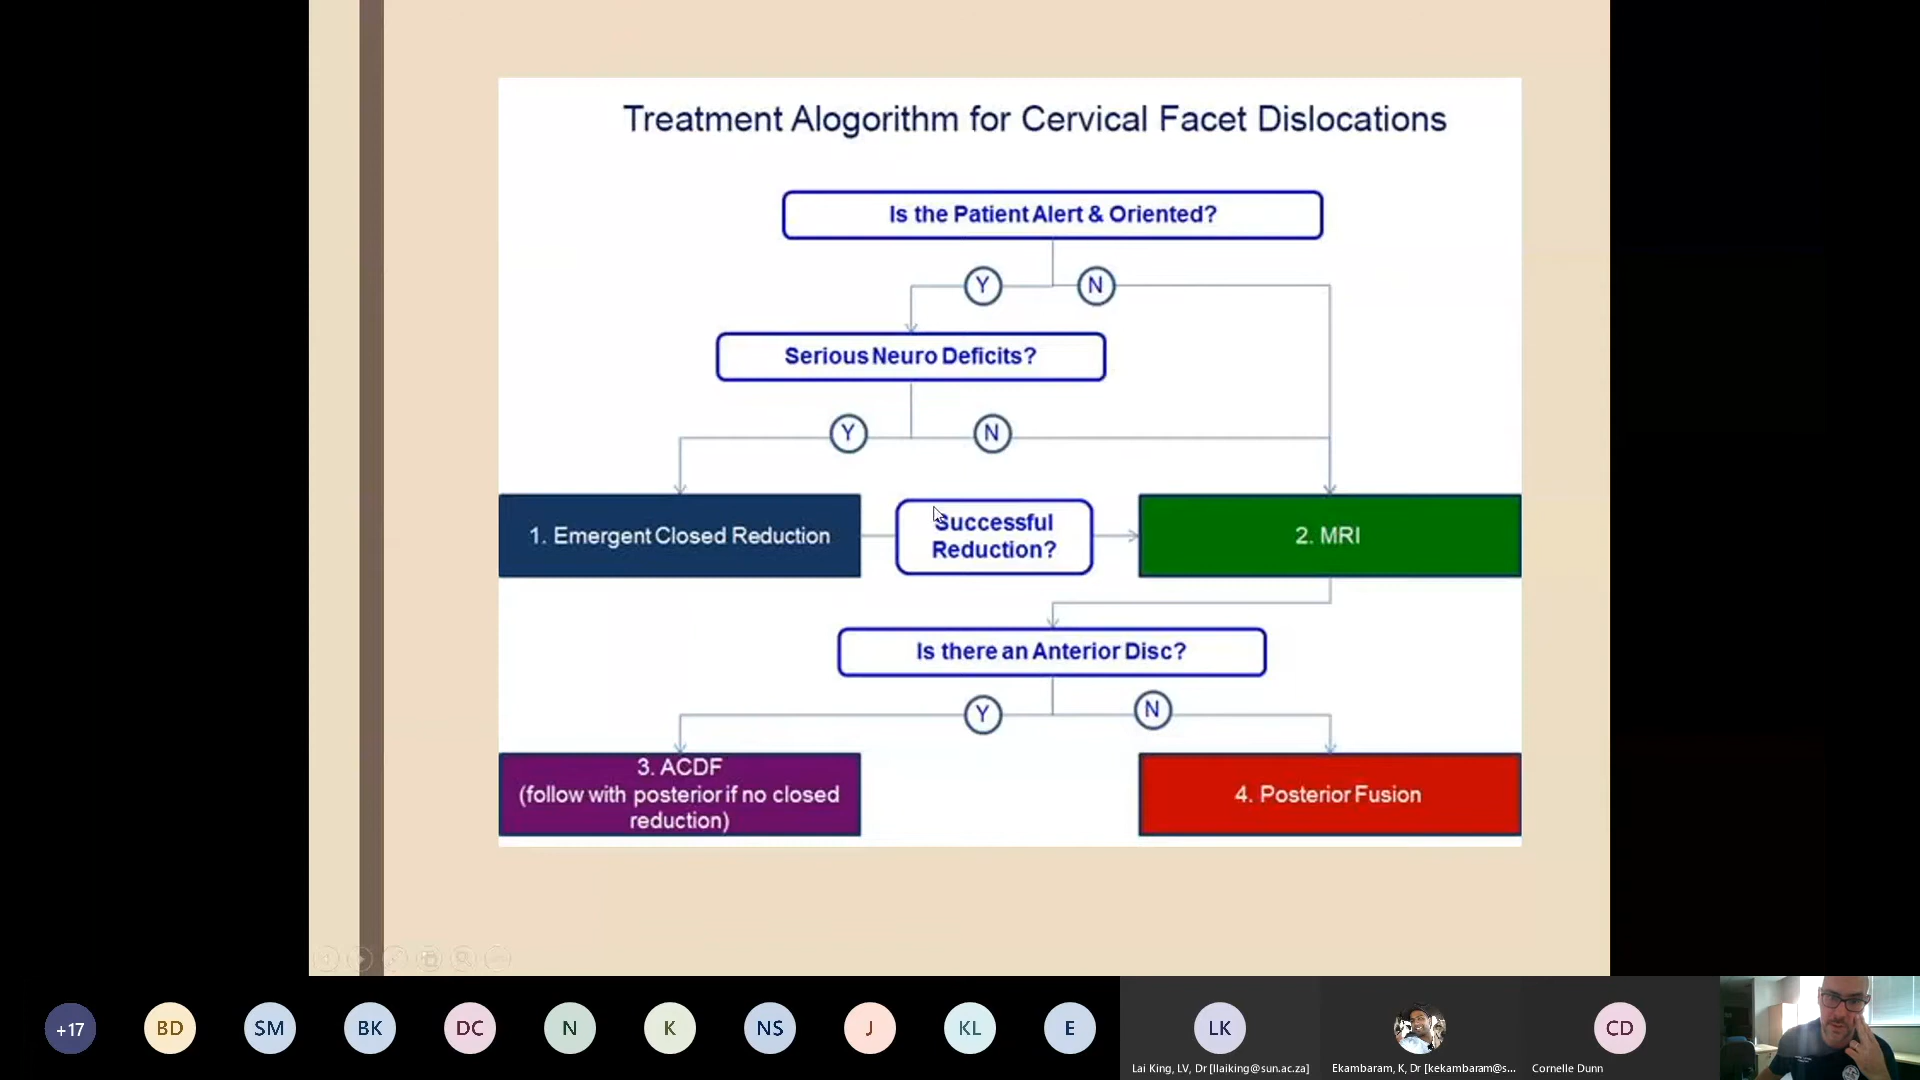 Treatment Alogorithm for Cervical Facet Dislocations
Is the Patient Alert & Oriented?
Y
N
Serious Neuro Deficits?
Y
N
1. Emergent Closed Reduction
Successful
Reduction?
2. MRI
Is there an Anterior Disc?
Y
N
3. ACDF
(follow with posterior if no closed
reduction)
4. Posterior Fusion
+17
BD
SM
BK
DC
N
K
NS
J
KL
E
LK
CD
Lai King, LV, Dr [llaiking@sun.ac.za]
Ekambaram, K, Dr [kekambaram@s...
Cornelle Dunn